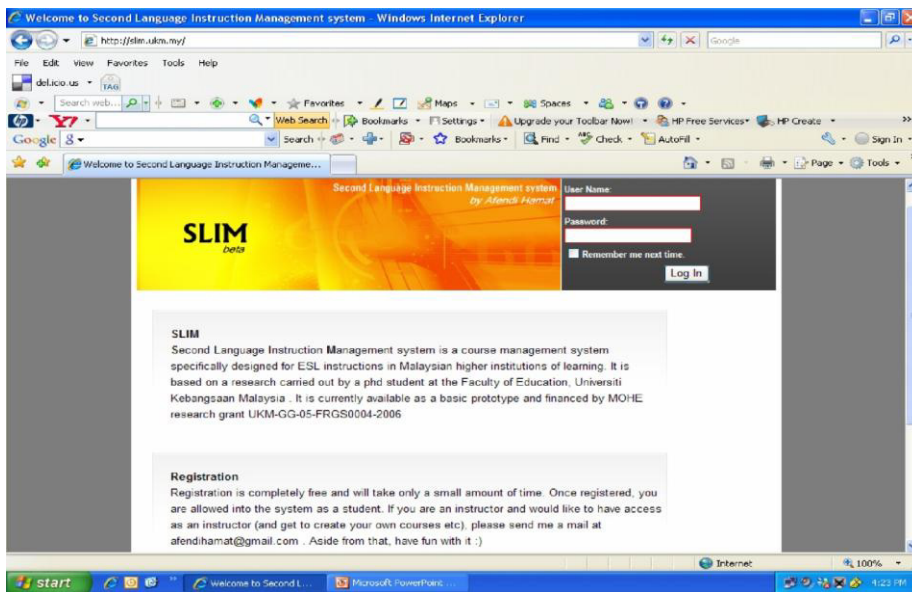 Welcome to Second Language Instruction Management system - Windows Internet Explorer
http://slim.ukm.my/
Google
File Edit View Favorites Tools Help
del.icio.us TAG
Search web... Favorites Maps Spaces
Web Search Bookmarks Settings Upgrade your Toolbar Now! HP Free Services HP Create
Google Search Bookmarks Find Check AutoFill Sign In
Welcome to Second Language Instruction Manageme... Page Tools
Second Language Instruction Management system
by Afendi Hamat
SLIM
beta
User Name:
Password:
Remember me next time.
Log In
SLIM
Second Language Instruction Management system is a course management system
specifically designed for ESL instructions in Malaysian higher institutions of learning. It is
based on a research carried out by a phd student at the Faculty of Education, Universiti
Kebangsaan Malaysia . It is currently available as a basic prototype and financed by MOHE
research grant UKM-GG-05-FRGS0004-2006
Registration
Registration is completely free and will take only a small amount of time. Once registered, you
are allowed into the system as a student. If you are an instructor and would like to have access
as an instructor (and get to create your own courses etc), please send me a mail at
afendihamat@gmail.com . Aside from that, have fun with it :)
Internet 100%
start Welcome to Second L... Microsoft PowerPoint ... 4:23 PM